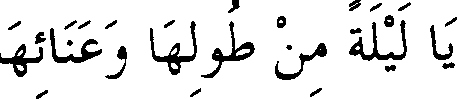 يَا لَيْلَةً مِنْ طُولِهَا وَعَنَائِهَا